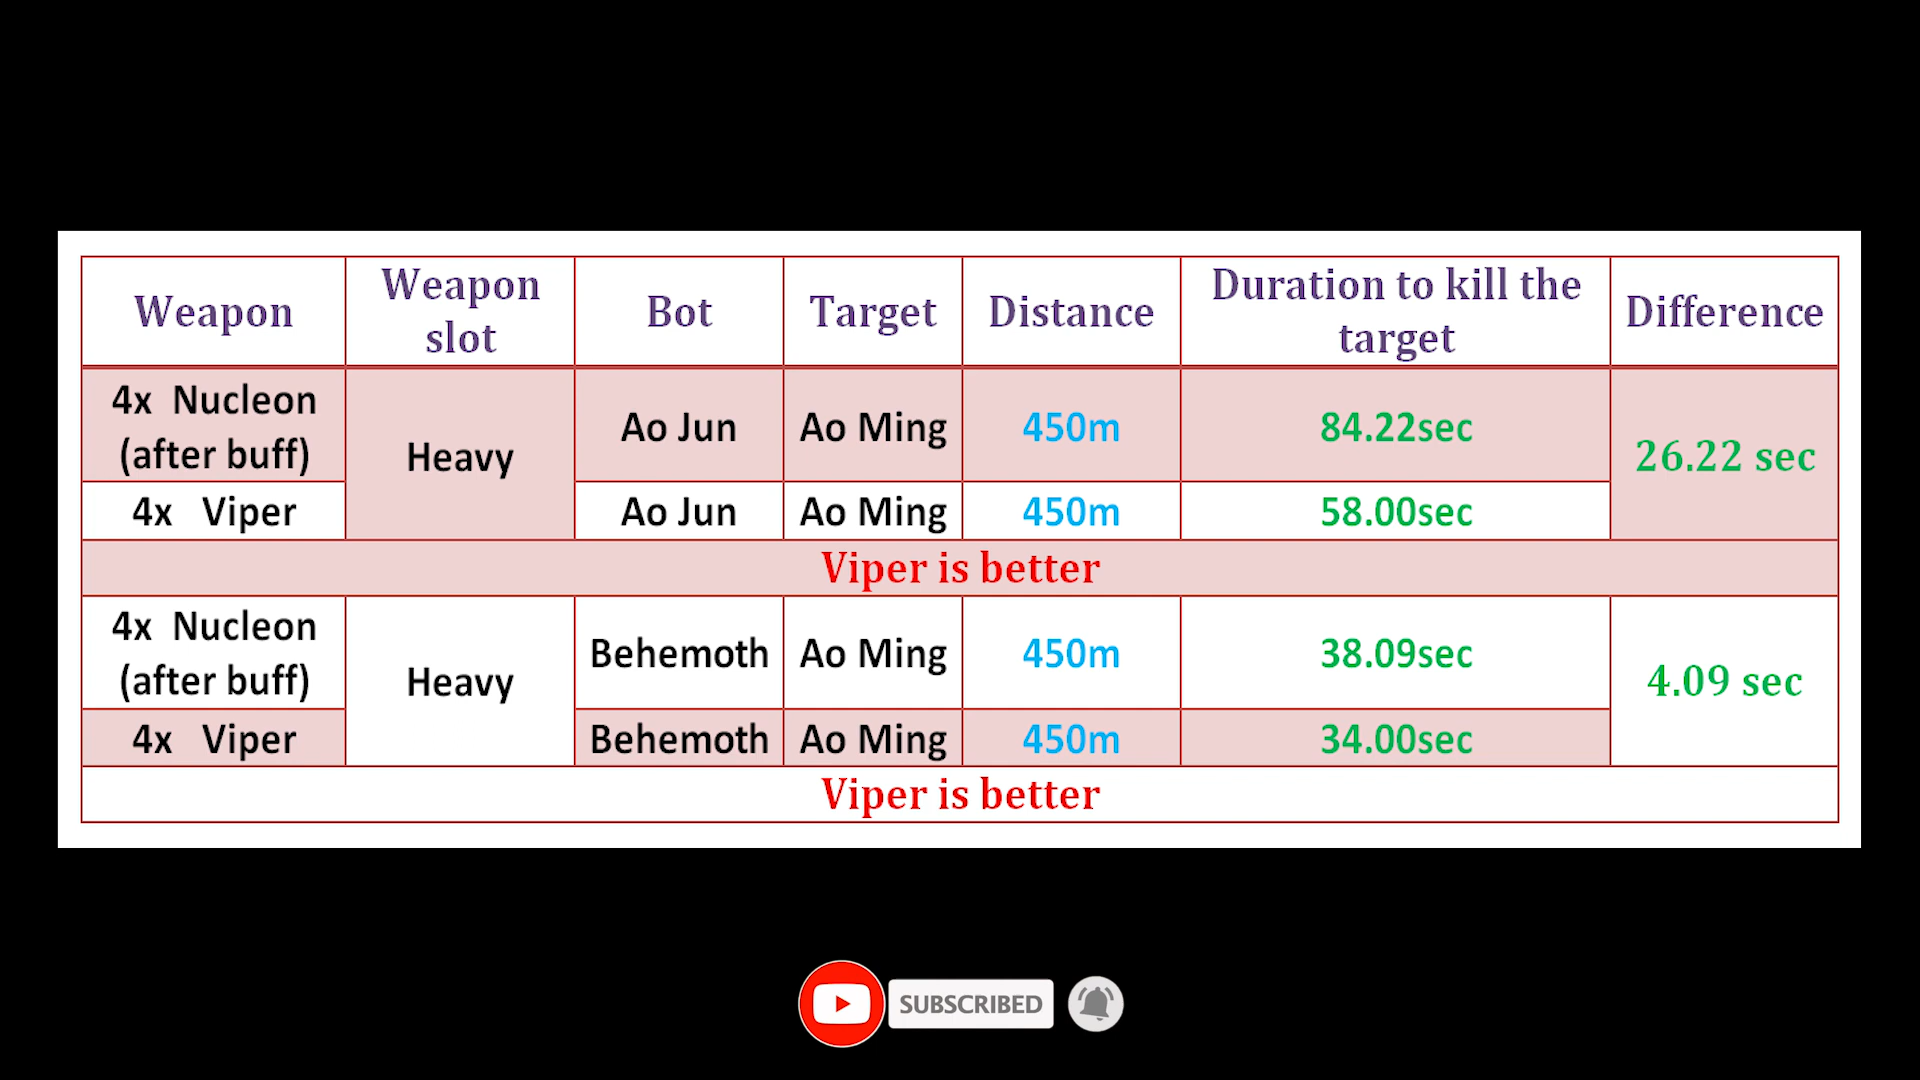 Weapon Weapon slot Bot Target Distance Duration to kill the target Difference
4x Nucleon (after buff) Heavy Ao Jun Ao Ming 450m 84.22sec 26.22 sec
4x Viper Ao Jun Ao Ming 450m 58.00sec
Viper is better
4x Nucleon (after buff) Heavy Behemoth Ao Ming 450m 38.09sec 4.09 sec
4x Viper Behemoth Ao Ming 450m 34.00sec
Viper is better
SUBSCRIBED